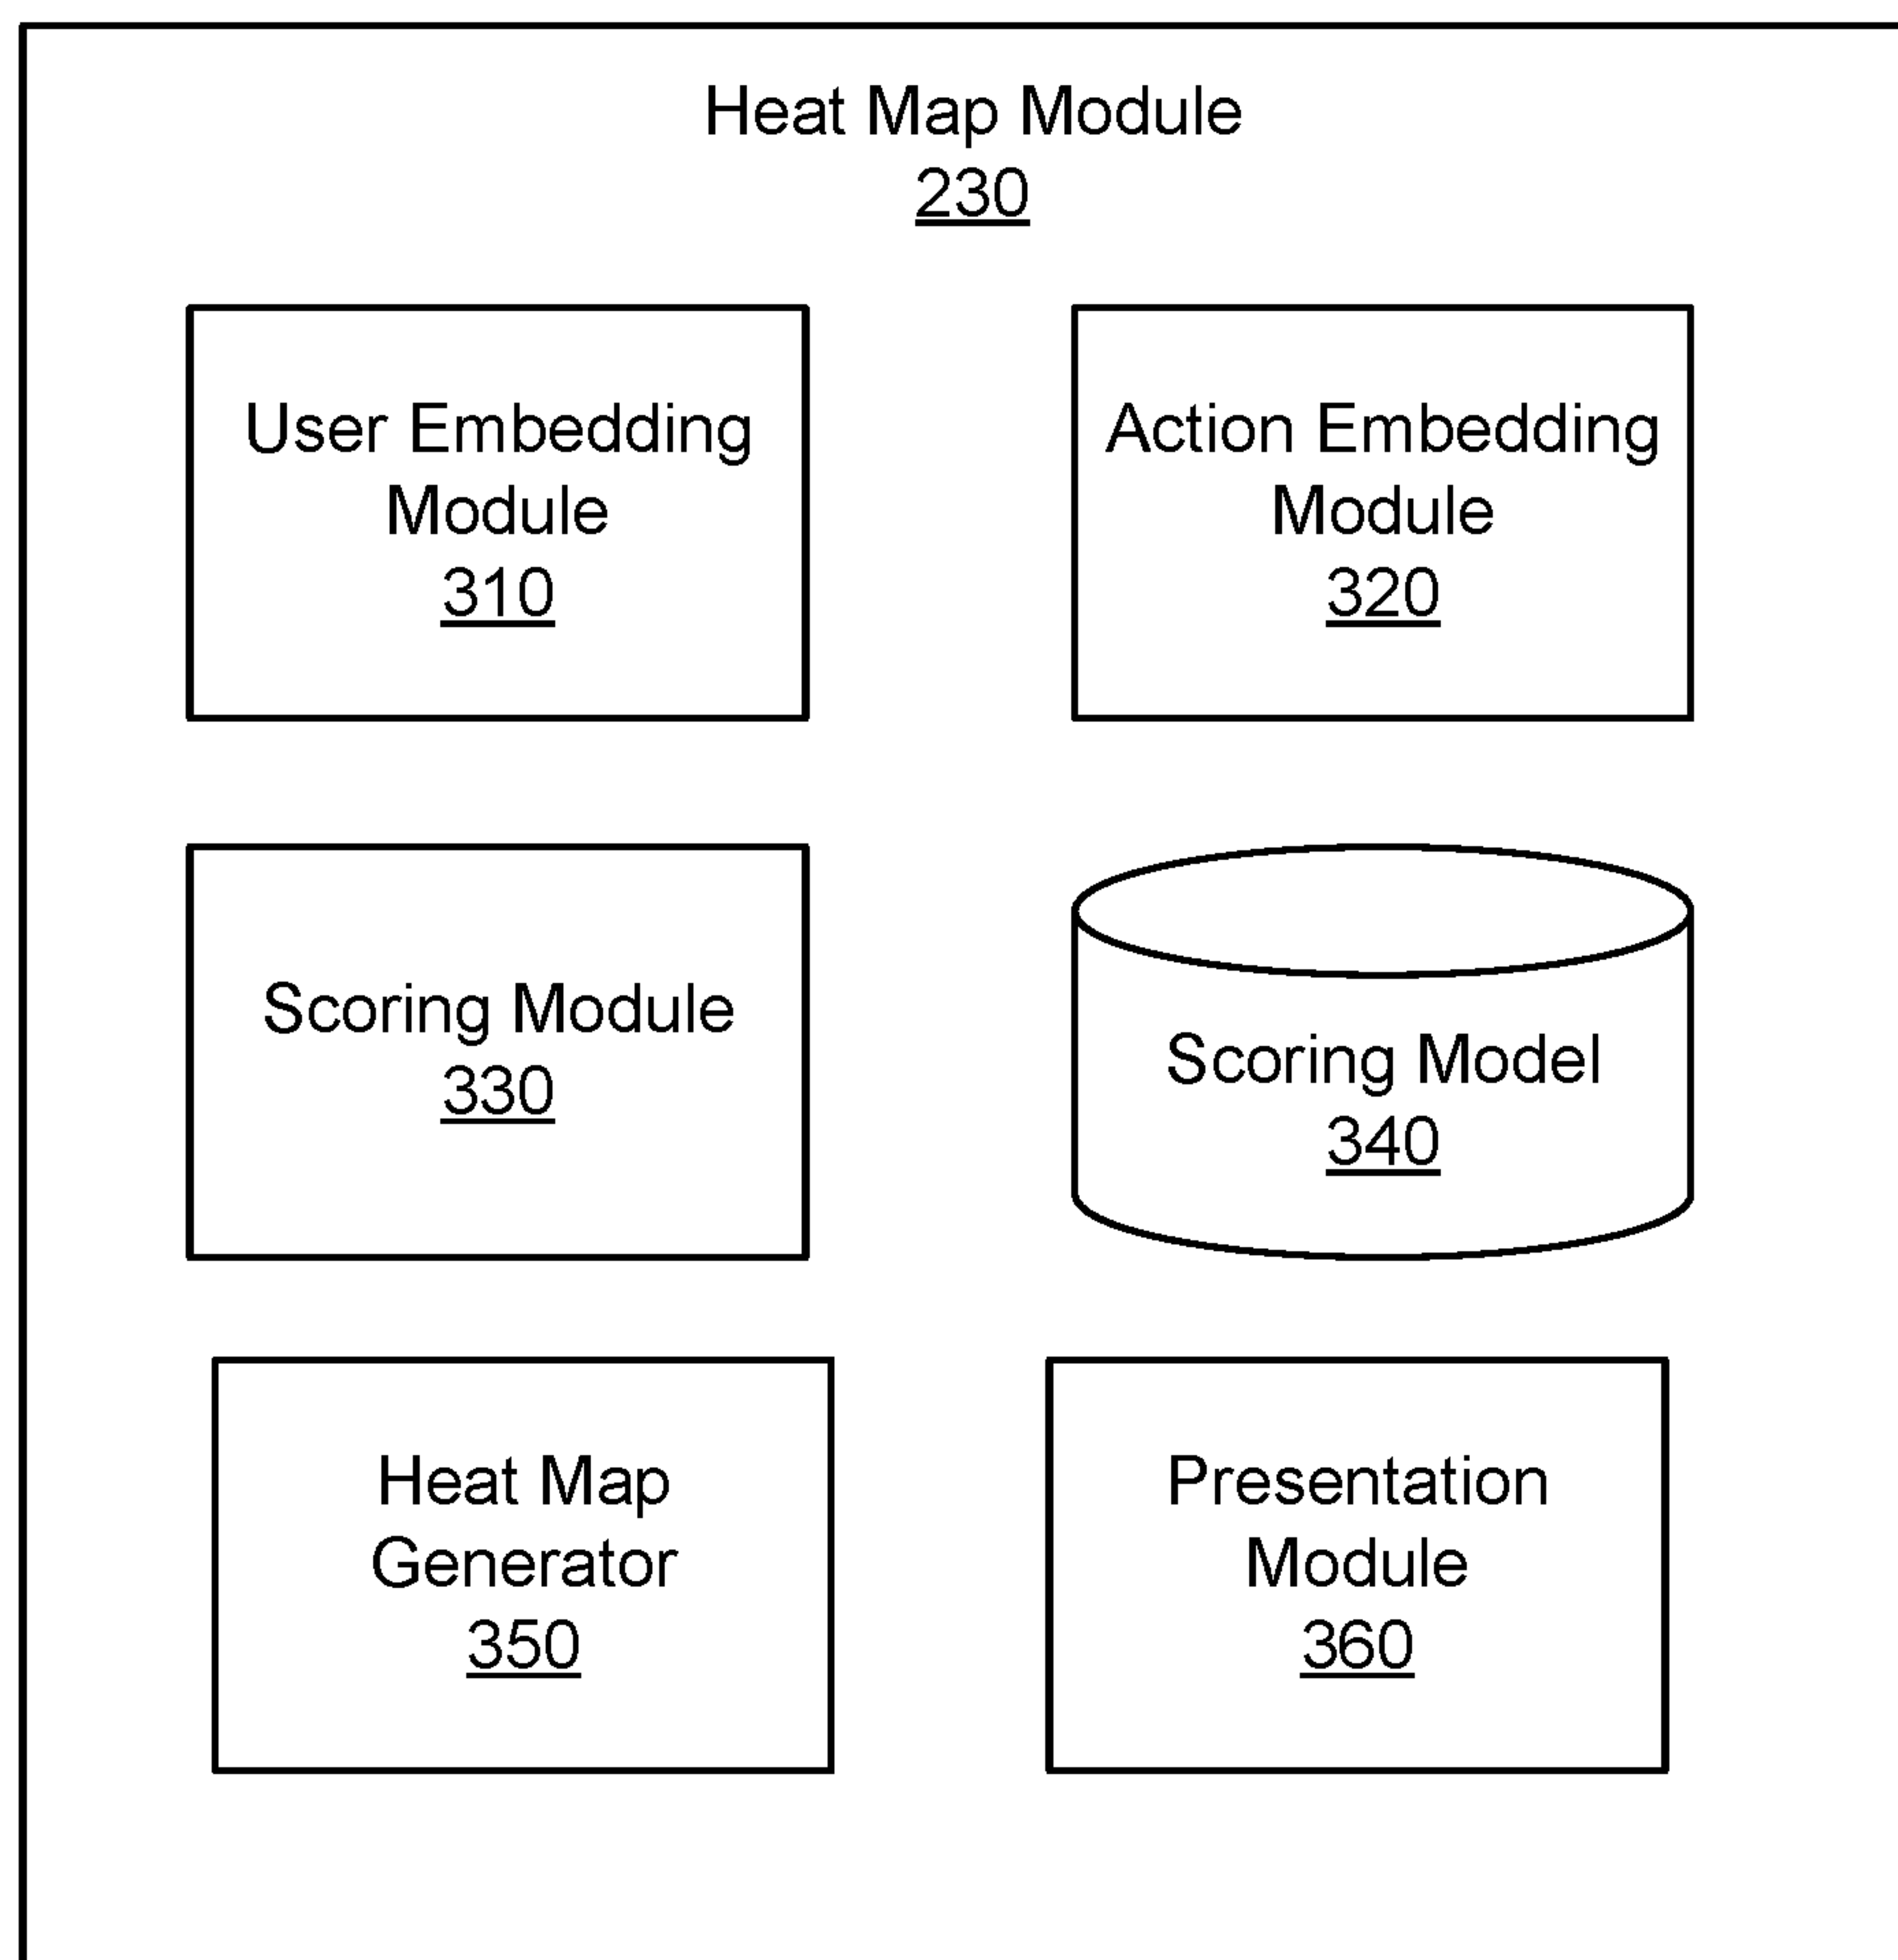 Heat Map Module
230
User Embedding
Module
310
Action Embedding
Module
320
Scoring Module
330
Scoring Model
340
Heat Map
Generator
350
Presentation
Module
360